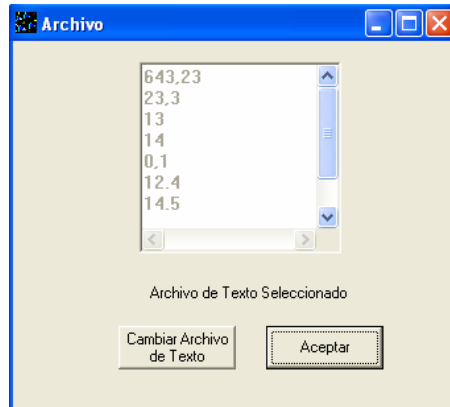 Archivo
643,23
23,3
13
14
0,1
12.4
14.5
Archivo de Texto Seleccionado
Cambiar Archivo
de Texto
Aceptar